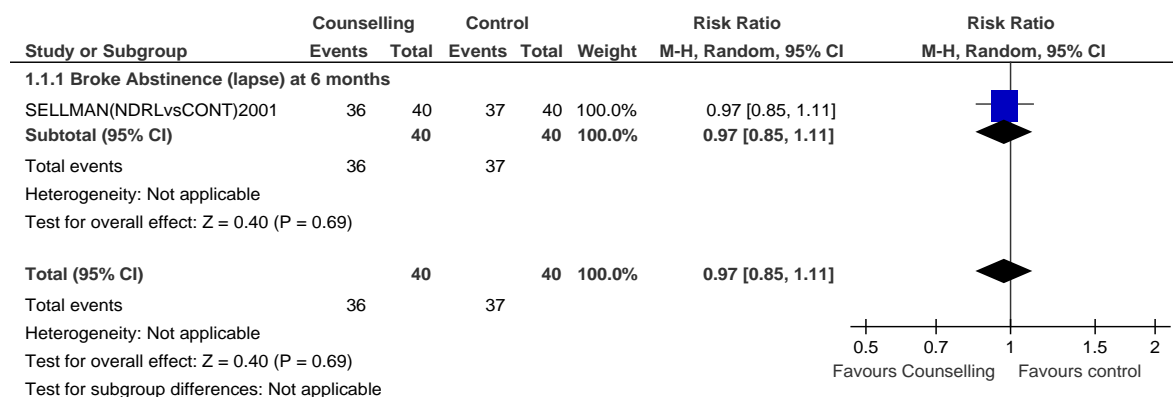 Counselling Control Risk Ratio Risk Ratio
Study or Subgroup Events Total Events Total Weight M-H, Random, 95% CI M-H, Random, 95% CI
1.1.1 Broke Abstinence (lapse) at 6 months
SELLMAN(NDRLvsCONT)2001 36 40 37 40 100.0% 0.97 [0.85, 1.11]
Subtotal (95% CI) 40 40 100.0% 0.97 [0.85, 1.11]
Total events 36 37
Heterogeneity: Not applicable
Test for overall effect: Z = 0.40 (P = 0.69)
Total (95% CI) 40 40 100.0% 0.97 [0.85, 1.11]
Total events 36 37
Heterogeneity: Not applicable
Test for overall effect: Z = 0.40 (P = 0.69)
Test for subgroup differences: Not applicable
0.5 0.7 1 1.5 2
Favours Counselling Favours control